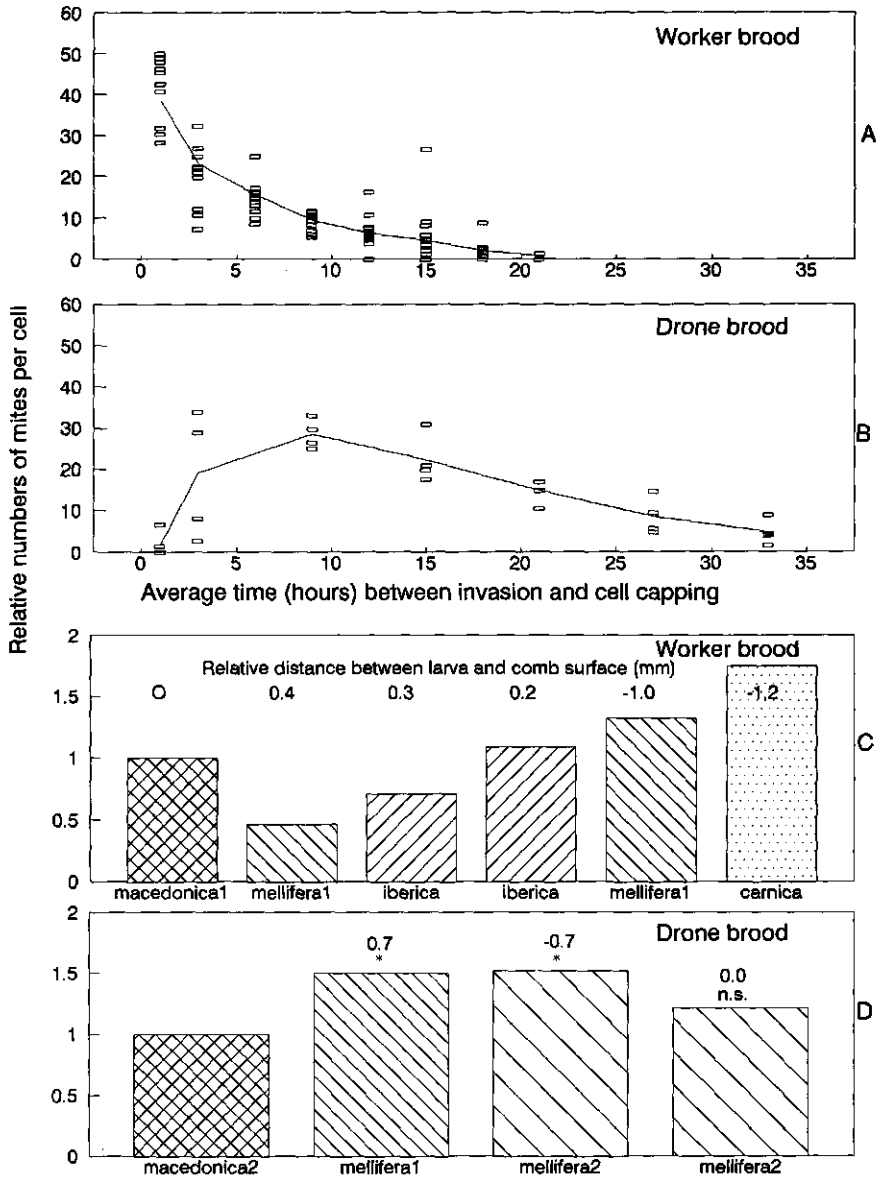 Relative numbers of mites per cell
60
Worker brood
50
40
30
20
10
0
A
0 5 10 15 20 25 30 35
60
Drone brood
50
40
30
20
10
0
B
0 5 10 15 20 25 30 35
Average time (hours) between invasion and cell capping
2
Worker brood
Relative distance between larva and comb surface (mm)
1.5
O 0.4 0.3 0.2 -1.0 -1.2
C
1
0.5
0
macedonica1 mellifera1 iberica iberica mellifera1 carnica
2
Drone brood
0.7 -0.7 0.0
* * n.s.
1.5
D
1
0.5
0
macedonica2 mellifera1 mellifera2 mellifera2